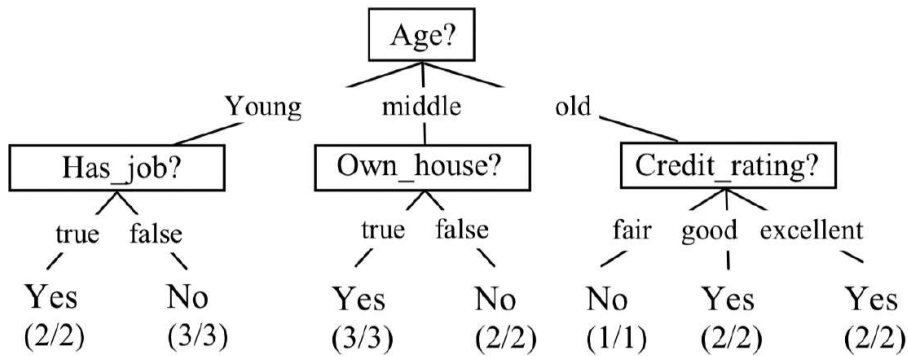 Age?
Young middle old
Has_job? Own_house? Credit_rating?
true false true false fair good excellent
Yes No Yes No No Yes Yes
(2/2) (3/3) (3/3) (2/2) (1/1) (2/2) (2/2)